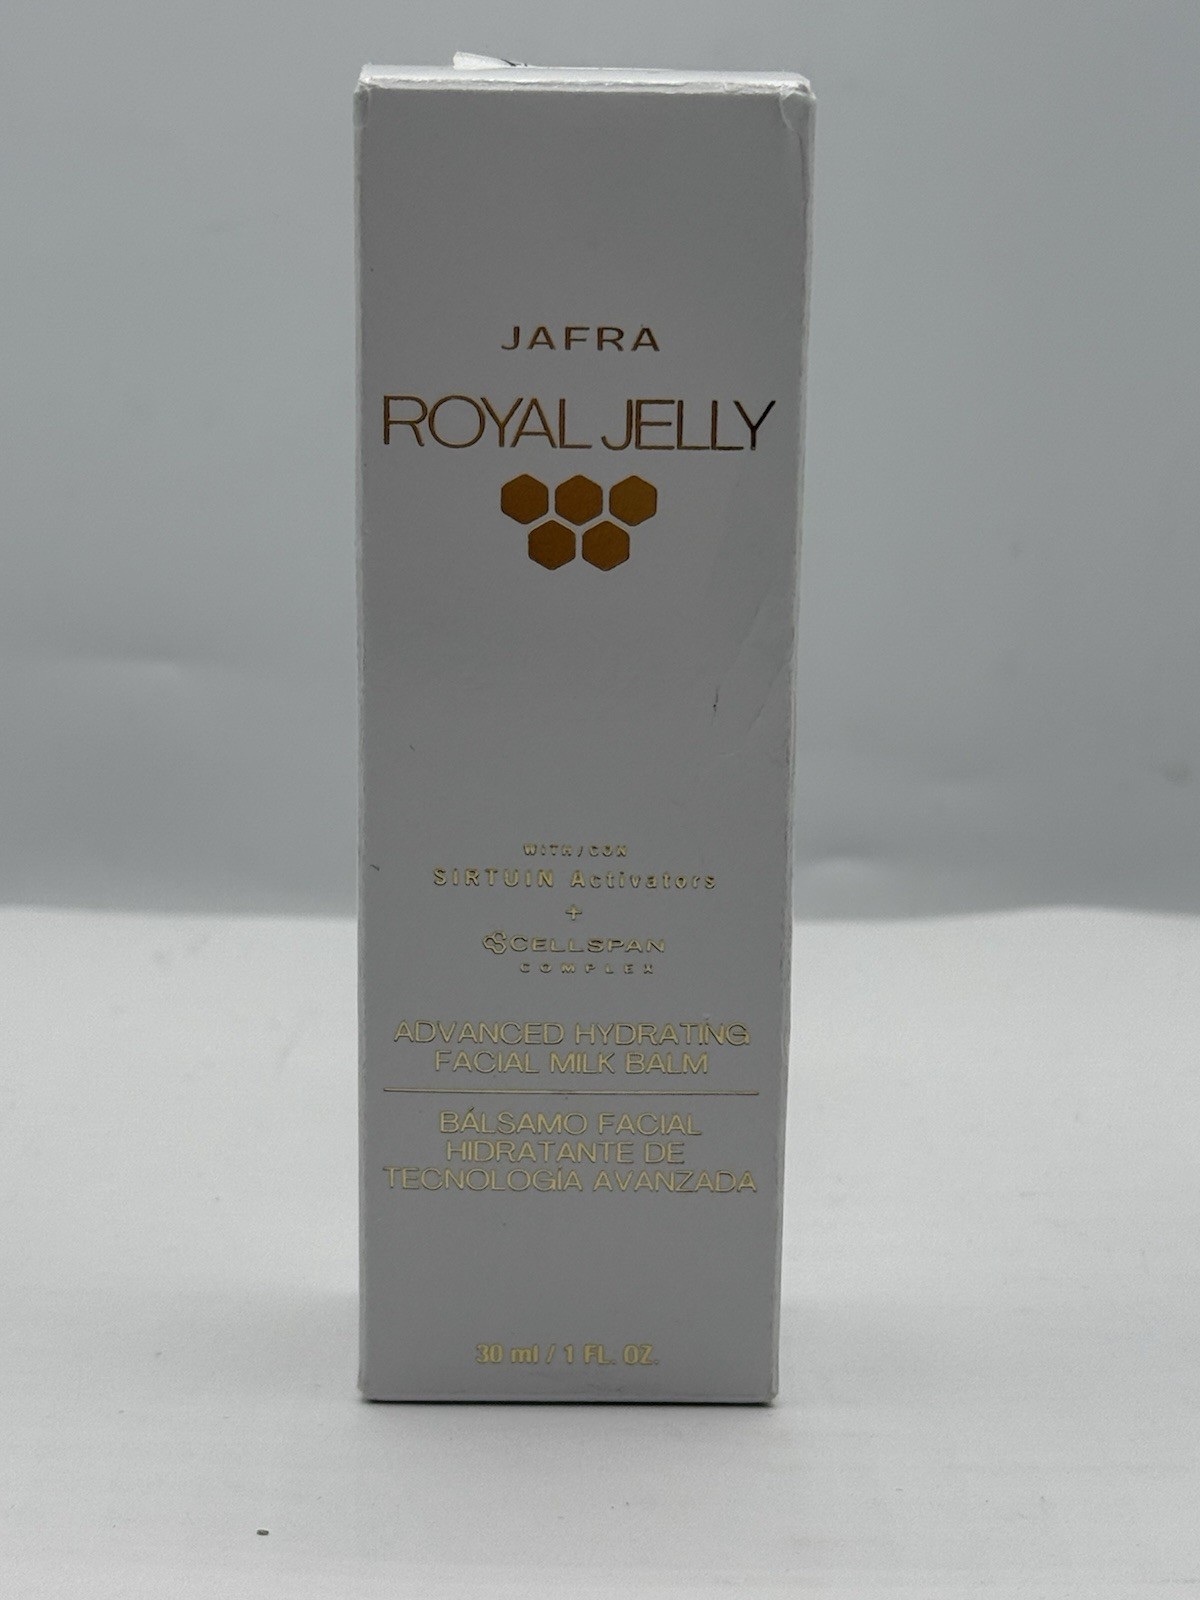 JAFRA
ROYAL JELLY
WITH/CON
SIRTUIN Activators
+
CELLSPAN
COMPLEX
ADVANCED HYDRATING
FACIAL MILK BALM
BÁLSAMO FACIAL
HIDRATANTE DE
TECNOLOGÍA AVANZADA
30 ml / 1 FL. OZ.